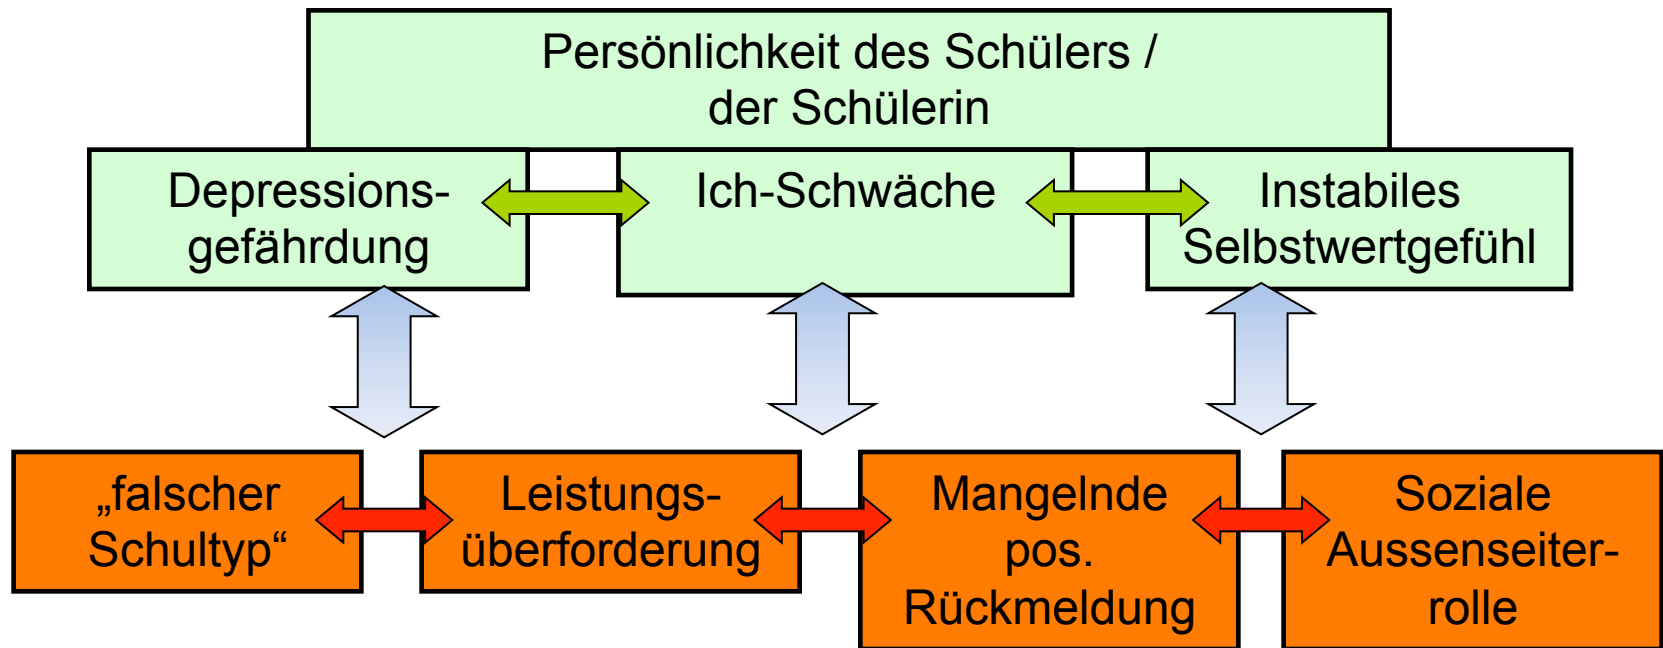 Persönlichkeit des Schülers /
der Schülerin
Depressions-
gefährdung
Ich-Schwäche
Instabiles
Selbstwertgefühl
„falscher
Schultyp“
Leistungs-
überforderung
Mangelnde
pos.
Rückmeldung
Soziale
Aussenseiter-
rolle